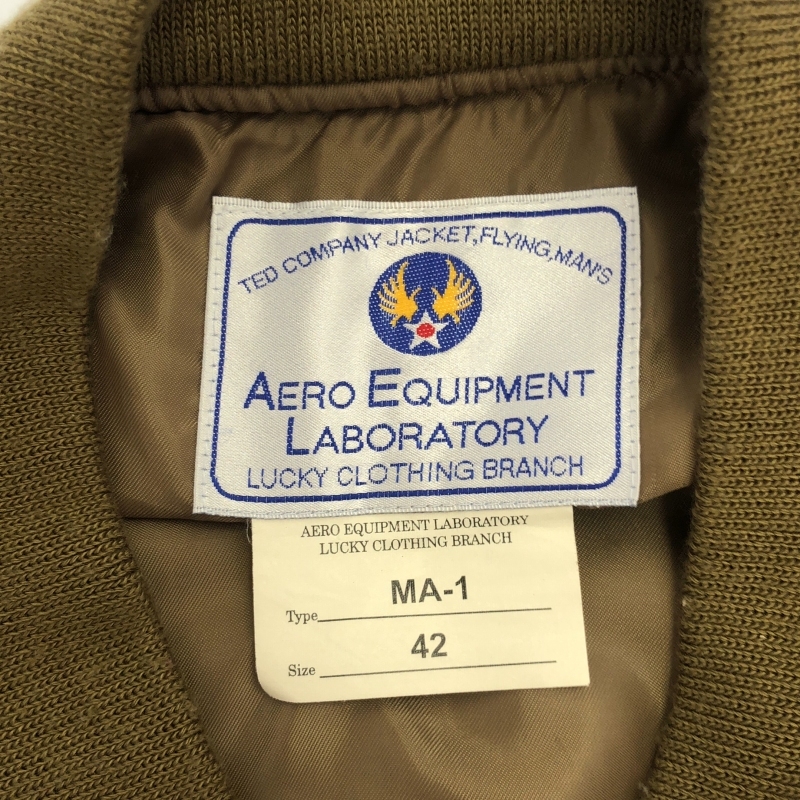 TED COMPANY JACKET,FLYING,MAN'S
AERO EQUIPMENT
LABORATORY
LUCKY CLOTHING BRANCH
AERO EQUIPMENT LABORATORY
LUCKY CLOTHING BRANCH
Type MA-1
Size 42